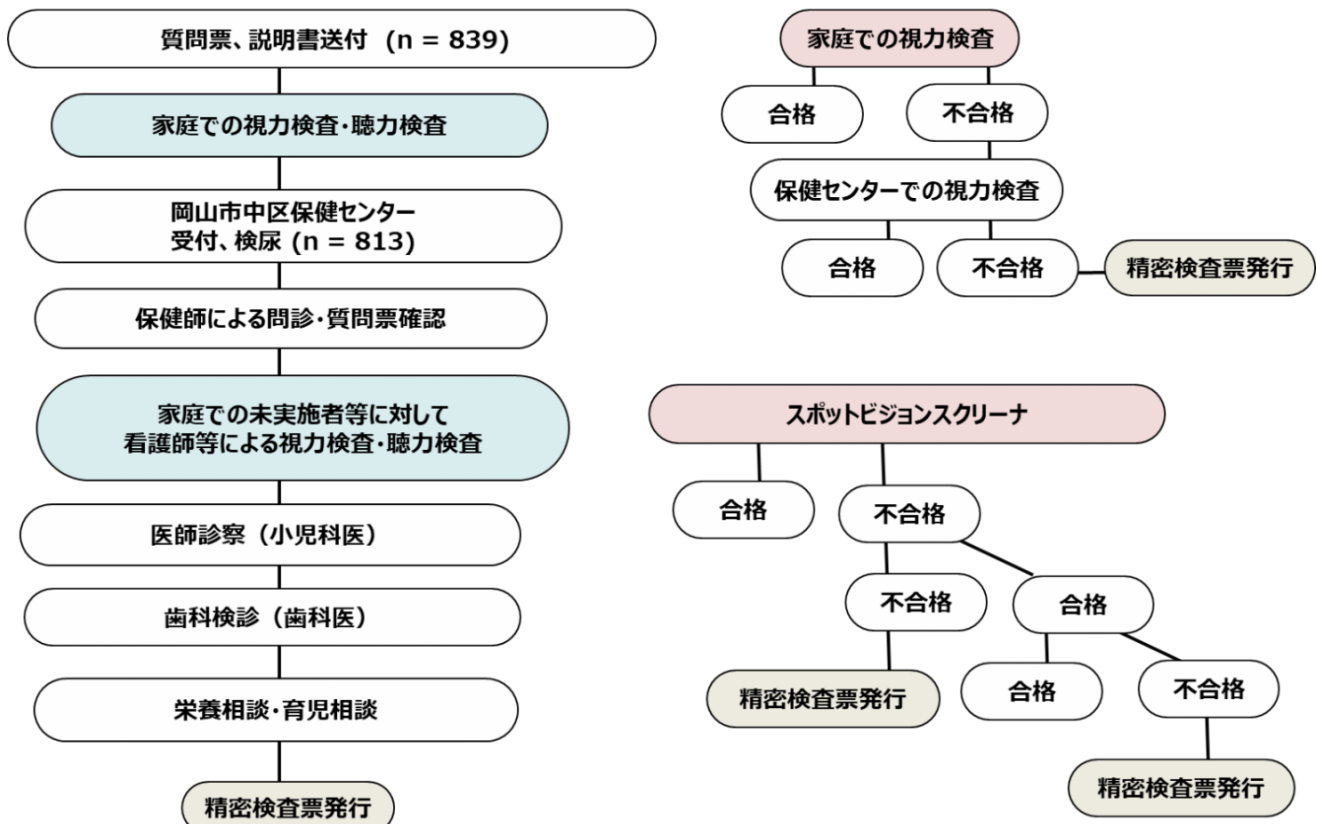 質問票、説明書送付 (n = 839)
家庭での視力検査・聴力検査
岡山市中区保健センター
受付、検尿 (n = 813)
保健師による問診・質問票確認
家庭での未実施者等に対して
看護師等による視力検査・聴力検査
医師診察（小児科医）
歯科検診（歯科医）
栄養相談・育児相談
精密検査票発行
家庭での視力検査
合格
不合格
保健センターでの視力検査
合格
不合格
精密検査票発行
スポットビジョンスクリーナ
合格
不合格
不合格
合格
精密検査票発行
合格
不合格
精密検査票発行